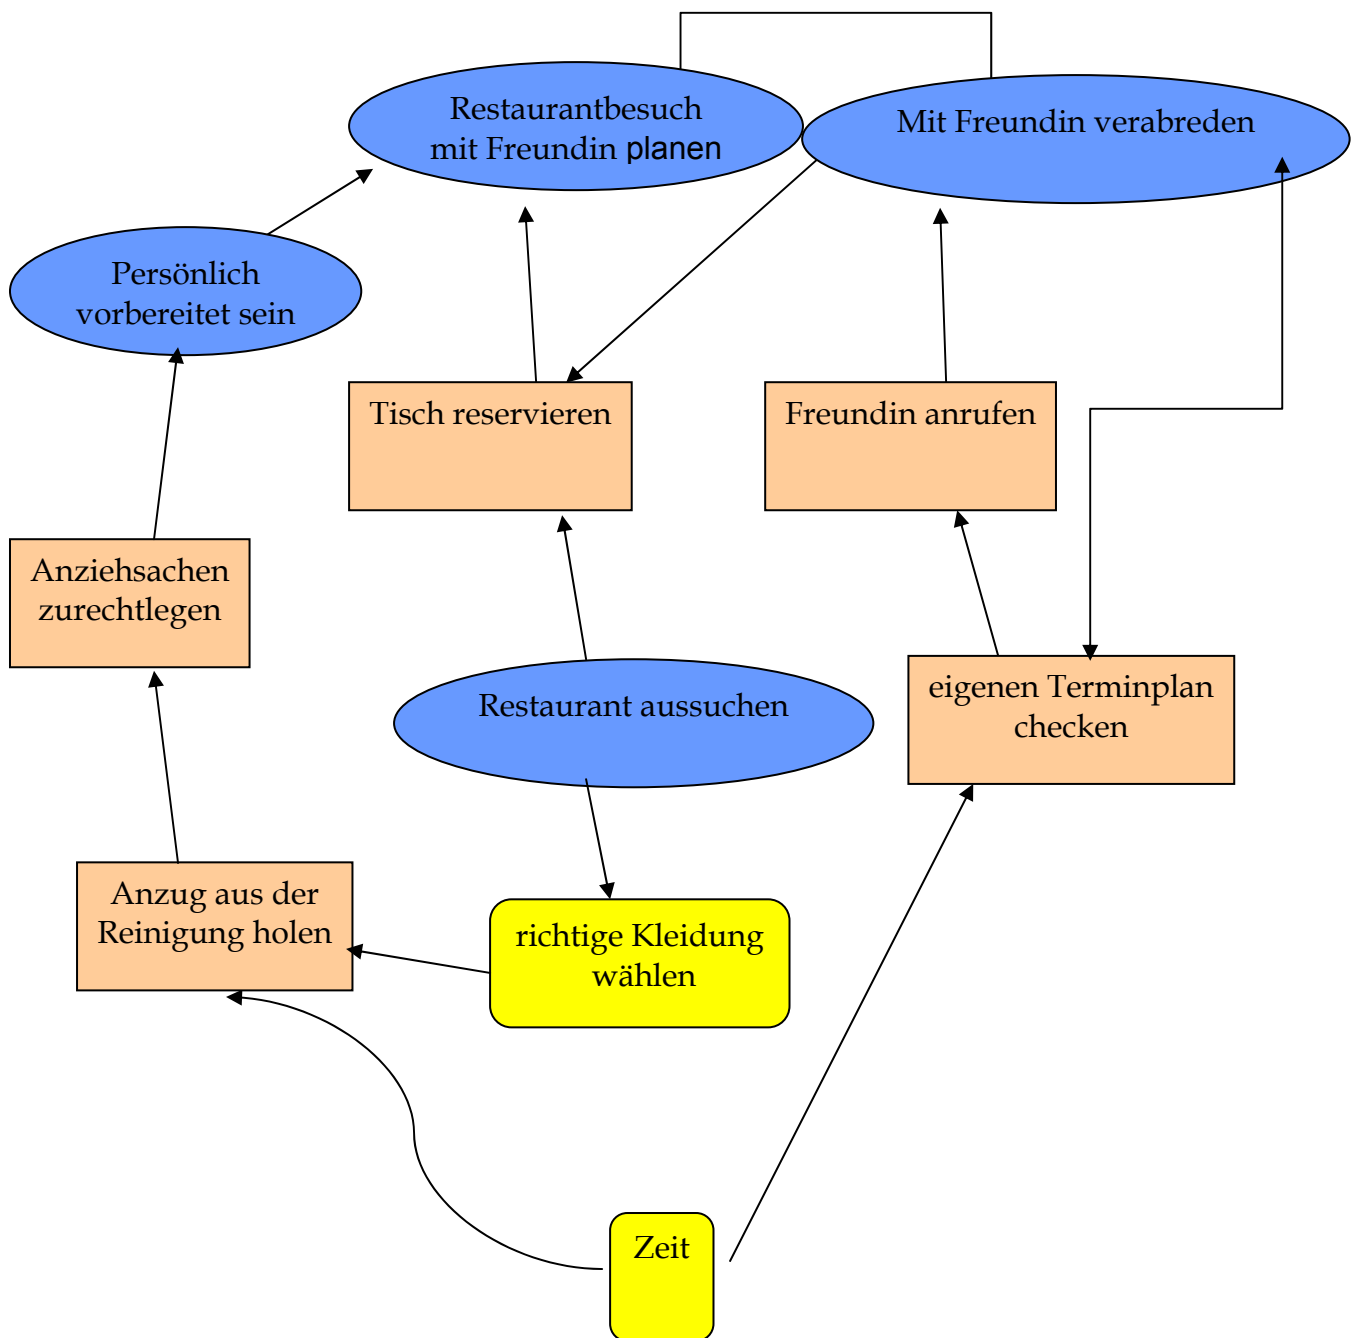 Restaurantbesuch
mit Freundin planen
Mit Freundin verabreden
Persönlich
vorbereitet sein
Tisch reservieren
Freundin anrufen
Anziehsachen
zurechtlegen
Restaurant aussuchen
eigenen Terminplan
checken
Anzug aus der
Reinigung holen
richtige Kleidung
wählen
Zeit